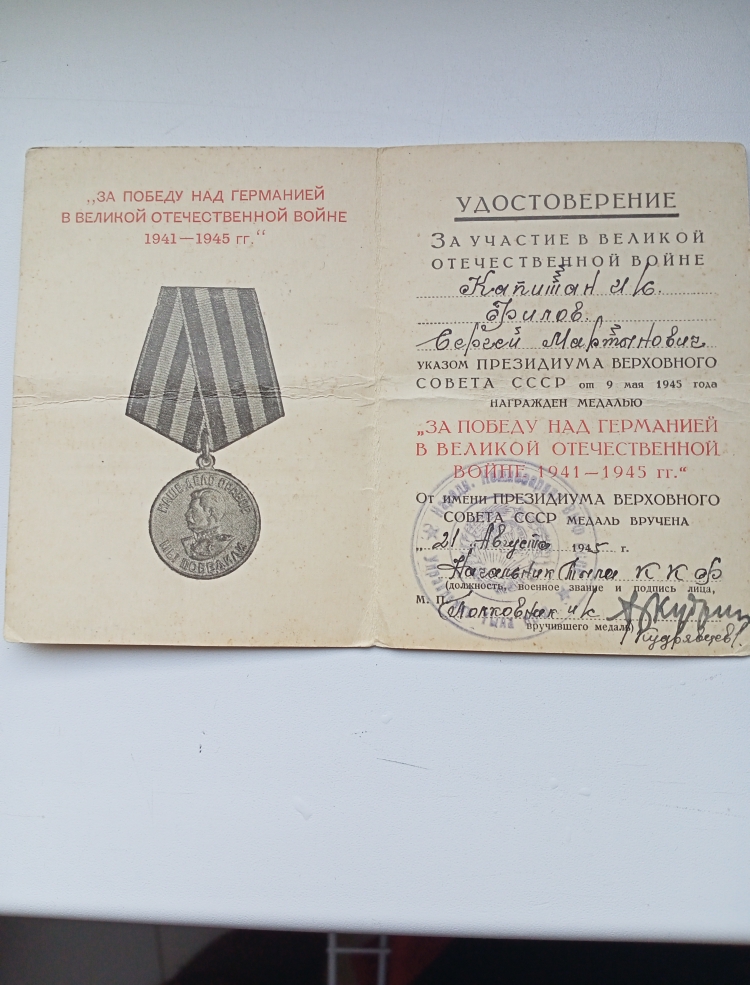 „ЗА ПОБЕДУ НАД ГЕРМАНИЕЙ
В ВЕЛИКОЙ ОТЕЧЕСТВЕННОЙ ВОЙНЕ
1941—1945 гг.“
НАШЕ ДЕЛО ПРАВОЕ
МЫ ПОБЕДИЛИ
УДОСТОВЕРЕНИЕ
ЗА УЧАСТИЕ В ВЕЛИКОЙ
ОТЕЧЕСТВЕННОЙ ВОЙНЕ
Капитан и/с.
Филов
Сергей Мартынович
УКАЗОМ ПРЕЗИДИУМА ВЕРХОВНОГО
СОВЕТА СССР от 9 мая 1945 года
НАГРАЖДЕН МЕДАЛЬЮ
„ЗА ПОБЕДУ НАД ГЕРМАНИЕЙ
В ВЕЛИКОЙ ОТЕЧЕСТВЕННОЙ
ВОЙНЕ 1941—1945 гг.“
ОТ ИМЕНИ ПРЕЗИДИУМА ВЕРХОВНОГО
СОВЕТА СССР МЕДАЛЬ ВРУЧЕНА
„21 Августа 1945 г.
Начальник Тыла ККФ
(должность, военное звание и подпись лица,
М. П. Полковник и/с
вручившего медаль)
/Кудрявцев/.